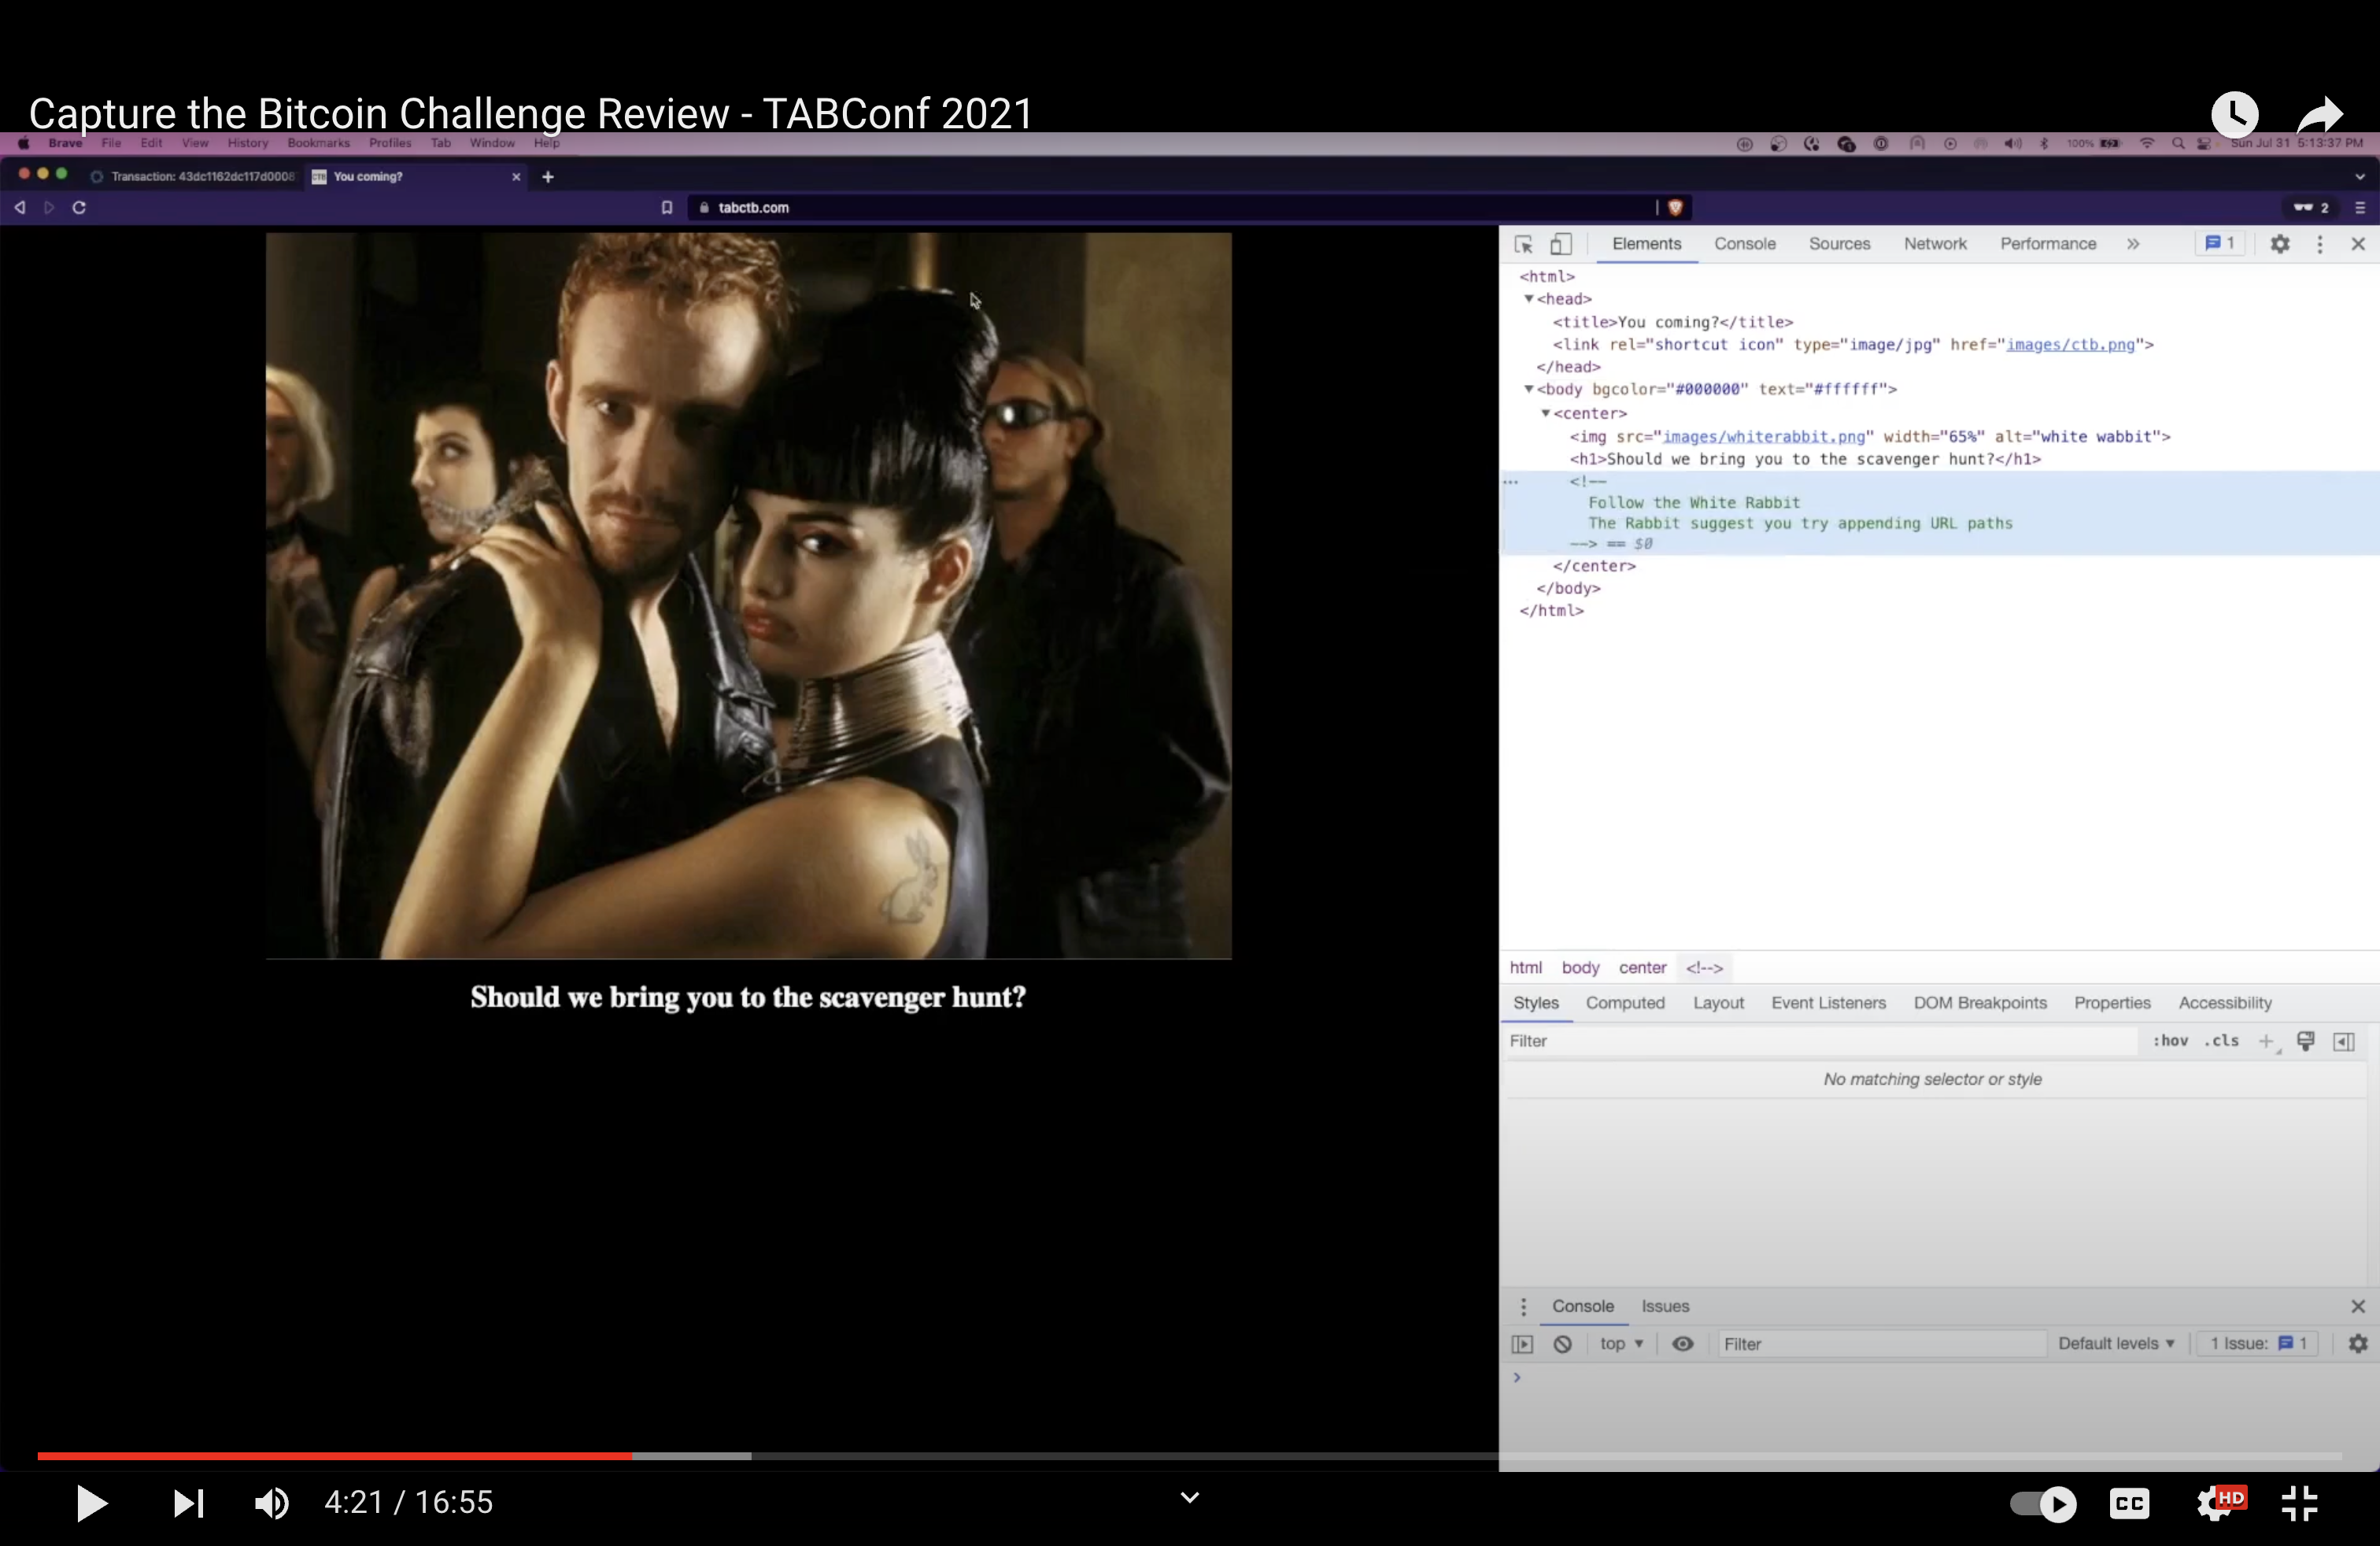 Capture the Bitcoin Challenge Review - TABConf 2021
Brave File Edit View History Bookmarks Profiles Tab Window Help
100% Sun Jul 31 5:13:37 PM
Transaction: 43dc1162dc117d0008
CTB You coming?
tabctb.com
2
Elements Console Sources Network Performance » 1
<html>
<head>
<title>You coming?</title>
<link rel="shortcut icon" type="image/jpg" href="images/ctb.png">
</head>
<body bgcolor="#000000" text="#ffffff">
<center>
<img src="images/whiterabbit.png" width="65%" alt="white wabbit">
<h1>Should we bring you to the scavenger hunt?</h1>
... <!--
Follow the White Rabbit
The Rabbit suggest you try appending URL paths
--> == $0
</center>
</body>
</html>
Should we bring you to the scavenger hunt?
html body center <!-->
Styles Computed Layout Event Listeners DOM Breakpoints Properties Accessibility
Filter :hov .cls +
No matching selector or style
Console Issues
top Filter Default levels 1 Issue: 1
>
4:21 / 16:55
CC HD